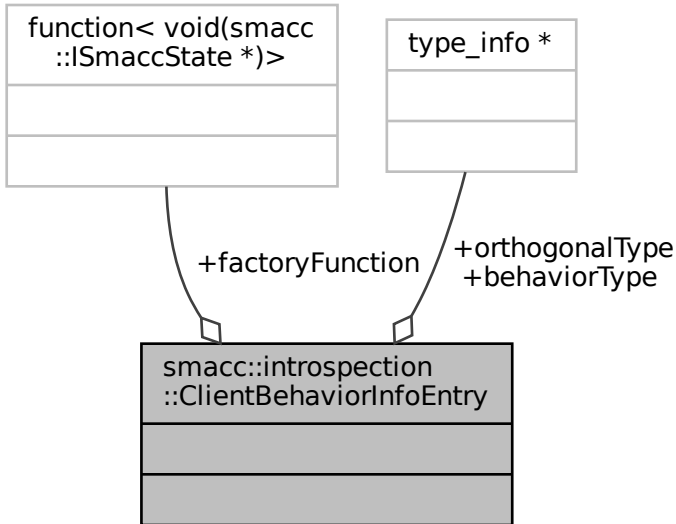 function< void(smacc
::ISmaccState *)>
type_info *
+factoryFunction
+orthogonalType
+behaviorType
smacc::introspection
::ClientBehaviorInfoEntry